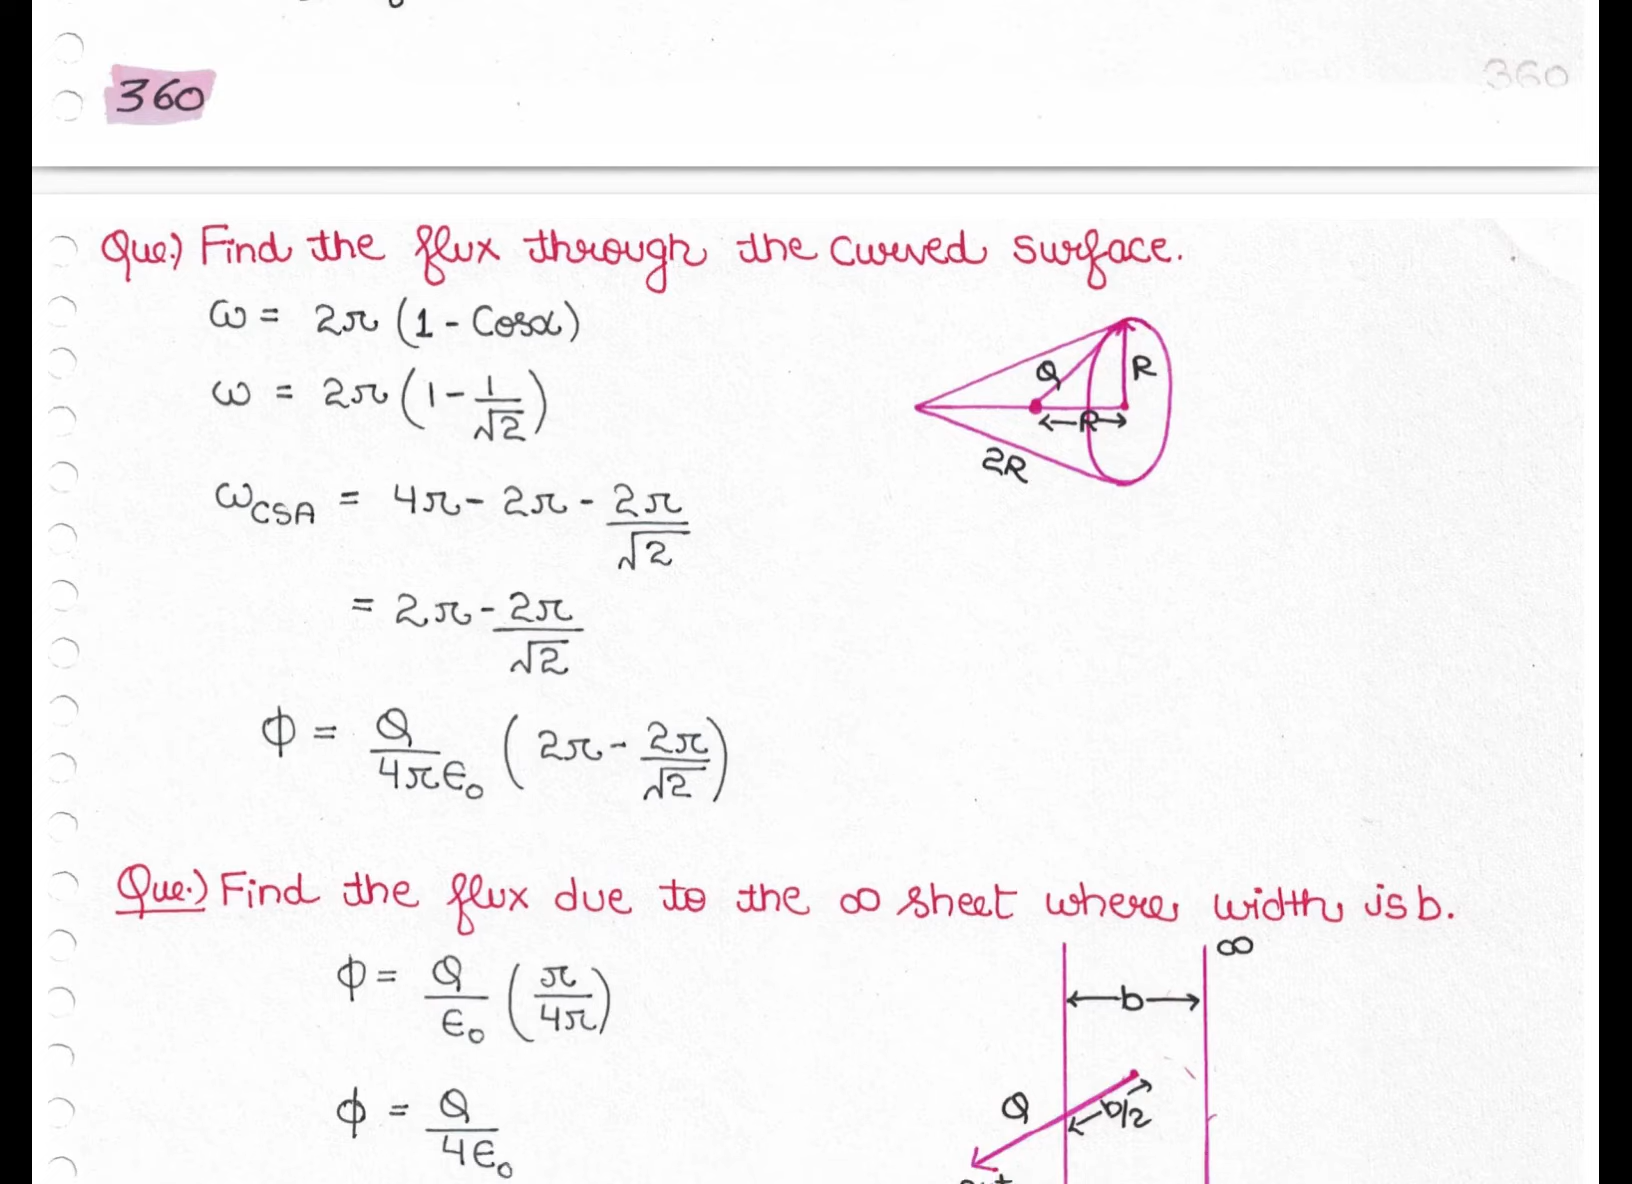 360
360
Que.) Find the flux through the curved surface.
ω = 2π (1 - Cosα)
ω = 2π (1 - 1/√2)
ω_CSA = 4π - 2π - 2π/√2
= 2π - 2π/√2
ϕ = Q/4πϵ₀ (2π - 2π/√2)
Q
R
←R→
2R
Que.) Find the flux due to the ∞ sheet where width is b.
ϕ = Q/ϵ₀ (π/4π)
ϕ = Q/4ϵ₀
∞
←b→
Q
←b/2→